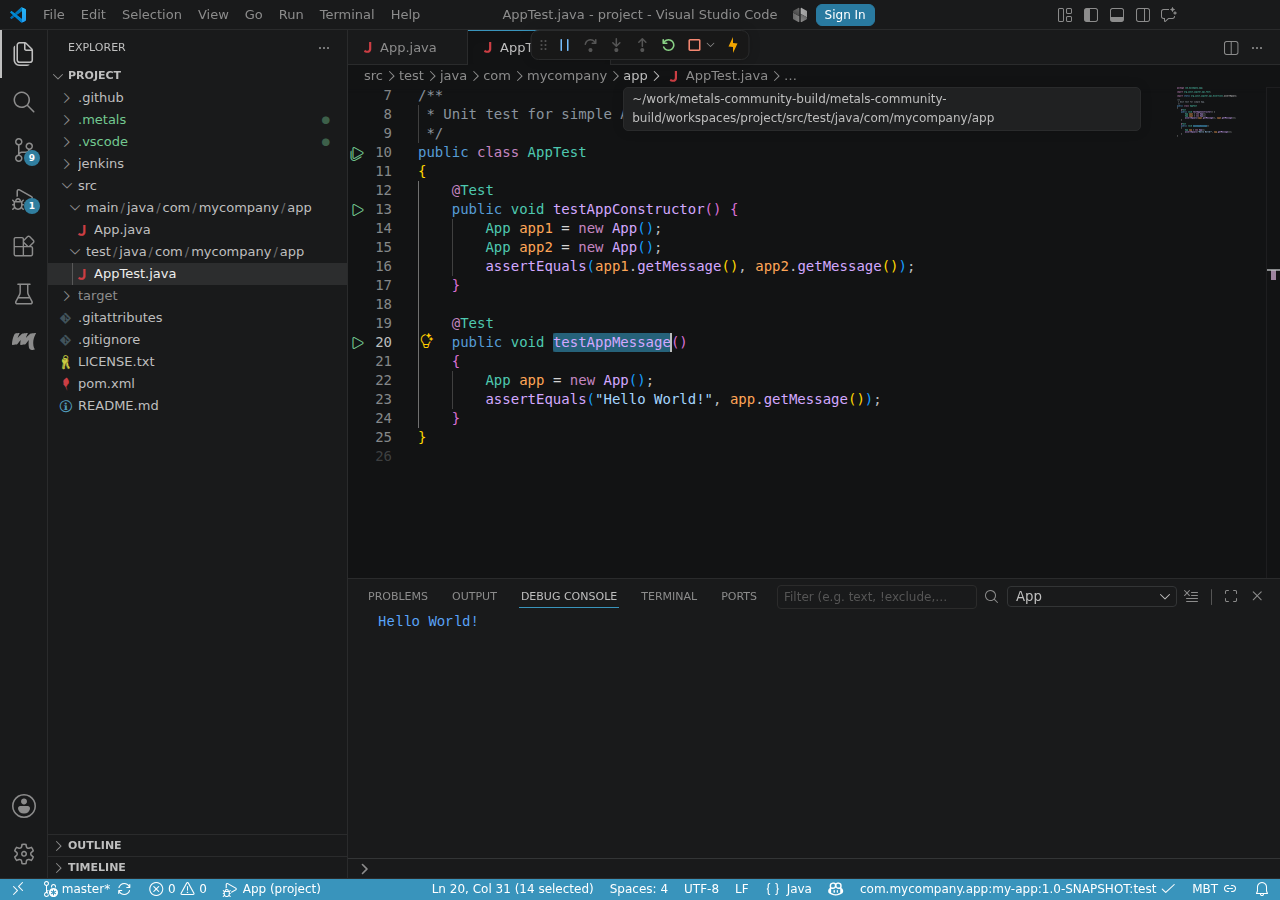 File Edit Selection View Go Run Terminal Help AppTest.java - project - Visual Studio Code Sign In
EXPLORER
App.java
AppT
PROJECT
src test java com mycompany app AppTest.java …
.github
.metals
.vscode
jenkins
src
main/java/com/mycompany/app
App.java
test/java/com/mycompany/app
AppTest.java
target
.gitattributes
.gitignore
LICENSE.txt
pom.xml
README.md
OUTLINE
TIMELINE
9
1
~/work/metals-community-build/metals-community-
build/workspaces/project/src/test/java/com/mycompany/app
7 /**
8 * Unit test for simple A
9 */
10 public class AppTest
11 {
12 @Test
13 public void testAppConstructor() {
14 App app1 = new App();
15 App app2 = new App();
16 assertEquals(app1.getMessage(), app2.getMessage());
17 }
18
19 @Test
20 public void testAppMessage()
21 {
22 App app = new App();
23 assertEquals("Hello World!", app.getMessage());
24 }
25 }
26
PROBLEMS OUTPUT DEBUG CONSOLE TERMINAL PORTS Filter (e.g. text, !exclude,... App
Hello World!
master* 0 0 App (project) Ln 20, Col 31 (14 selected) Spaces: 4 UTF-8 LF { } Java com.mycompany.app:my-app:1.0-SNAPSHOT:test MBT